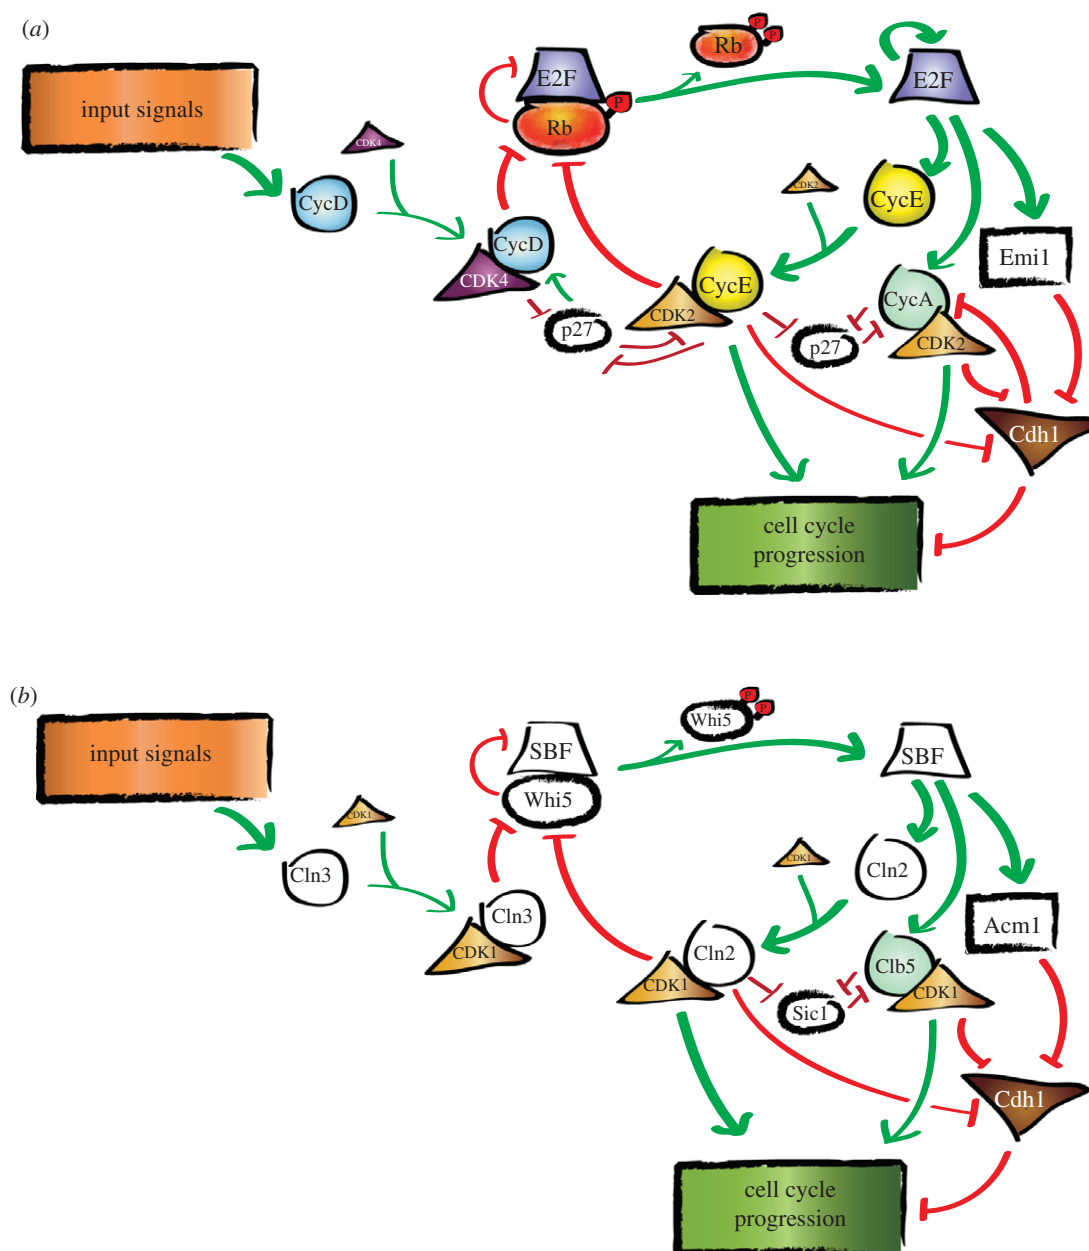 (a)
input signals
CDK4
CycD
CycD
CDK4
E2F
Rb
P
Rb
P
P
E2F
CDK2
CycE
CycE
CDK2
p27
p27
CycA
CDK2
Emi1
Cdh1
cell cycle
progression
(b)
input signals
CDK1
Cln3
Cln3
CDK1
SBF
Whi5
Whi5
P
P
SBF
CDK1
Cln2
Cln2
CDK1
Sic1
Clb5
CDK1
Acm1
Cdh1
cell cycle
progression